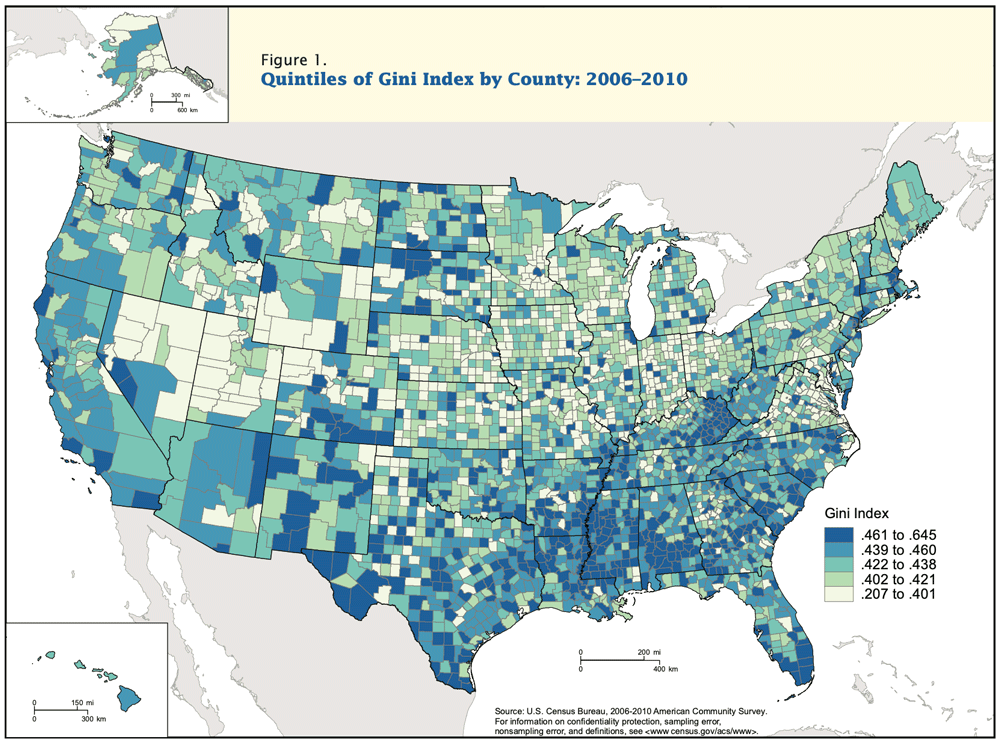 Figure 1.
Quintiles of Gini Index by County: 2006–2010
0 300 mi
0 600 km
Gini Index
.461 to .645
.439 to .460
.422 to .438
.402 to .421
.207 to .401
0 200 mi
0 400 km
0 150 mi
0 300 km
Source: U.S. Census Bureau, 2006-2010 American Community Survey.
For information on confidentiality protection, sampling error,
nonsampling error, and definitions, see <www.census.gov/acs/www>.